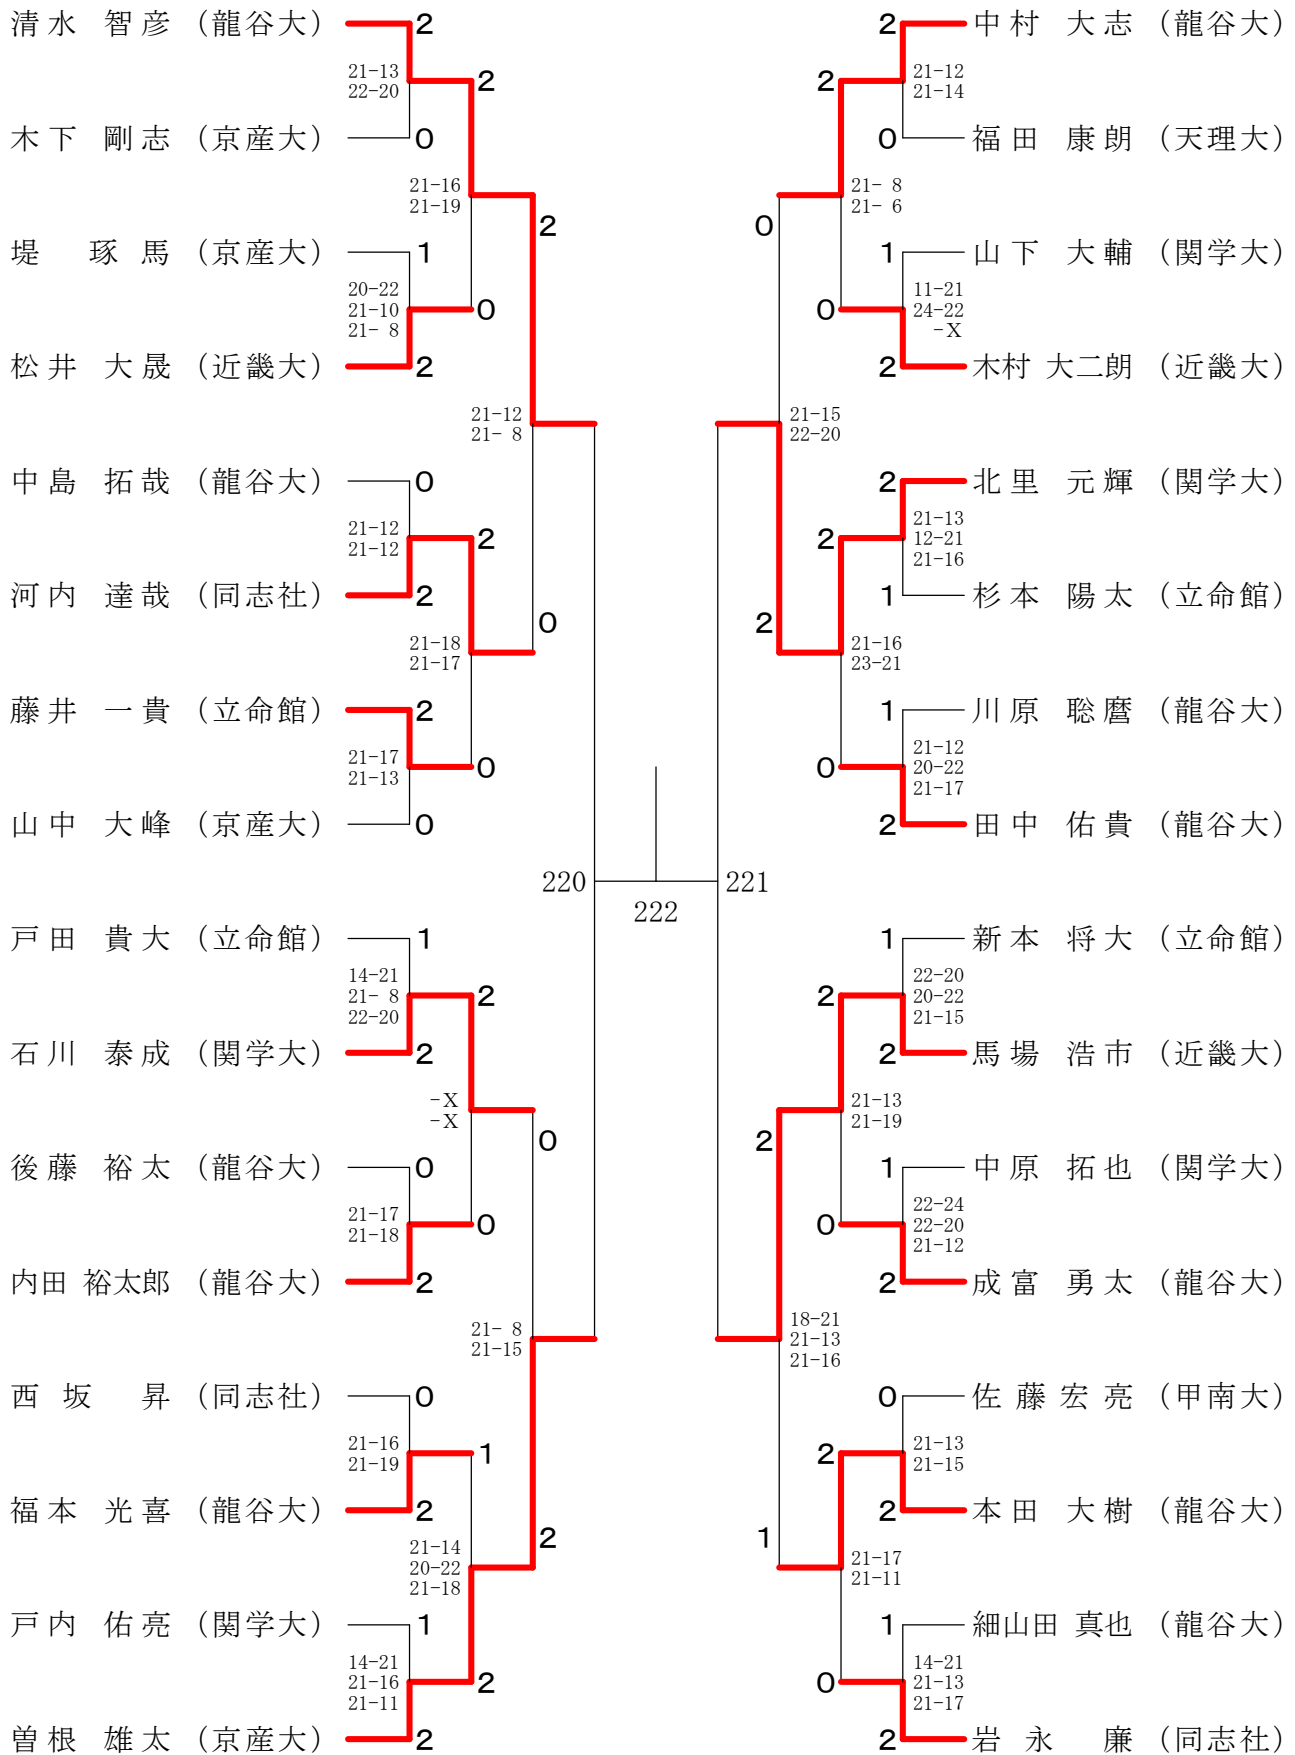 清水 智彦 (龍谷大) 2
21-13
22-20
2
木下 剛志 (京産大) 0
21-16
21-19
2
堤 琢馬 (京産大) 1
20-22
21-10
21- 8
0
松井 大晟 (近畿大) 2
21-12
21- 8
中島 拓哉 (龍谷大) 0
21-12
21-12
2
河内 達哉 (同志社) 2
0
21-18
21-17
藤井 一貴 (立命館) 2
21-17
21-13
0
山中 大峰 (京産大) 0
220
戸田 貴大 (立命館) 1
14-21
21- 8
22-20
2
石川 泰成 (関学大) 2
-X
-X
0
後藤 裕太 (龍谷大) 0
21-17
21-18
0
内田 裕太郎 (龍谷大) 2
21- 8
21-15
西坂 昇 (同志社) 0
21-16
21-19
1
福本 光喜 (龍谷大) 2
21-14
20-22
21-18
2
戸内 佑亮 (関学大) 1
14-21
21-16
21-11
2
曽根 雄太 (京産大) 2
222
2 中村 大志 (龍谷大)
2
21-12
21-14
0 福田 康朗 (天理大)
0
21- 8
21- 6
1 山下 大輔 (関学大)
0
11-21
24-22
-X
2 木村 大二朗 (近畿大)
21-15
22-20
2 北里 元輝 (関学大)
2
21-13
12-21
21-16
1 杉本 陽太 (立命館)
2
21-16
23-21
1 川原 聡麿 (龍谷大)
0
21-12
20-22
21-17
2 田中 佑貴 (龍谷大)
221
1 新本 将大 (立命館)
2
22-20
20-22
21-15
2 馬場 浩市 (近畿大)
2
21-13
21-19
1 中原 拓也 (関学大)
0
22-24
22-20
21-12
2 成富 勇太 (龍谷大)
18-21
21-13
21-16
0 佐藤宏亮 (甲南大)
2
21-13
21-15
2 本田 大樹 (龍谷大)
1
21-17
21-11
1 細山田 真也 (龍谷大)
0
14-21
21-13
21-17
2 岩永 廉 (同志社)